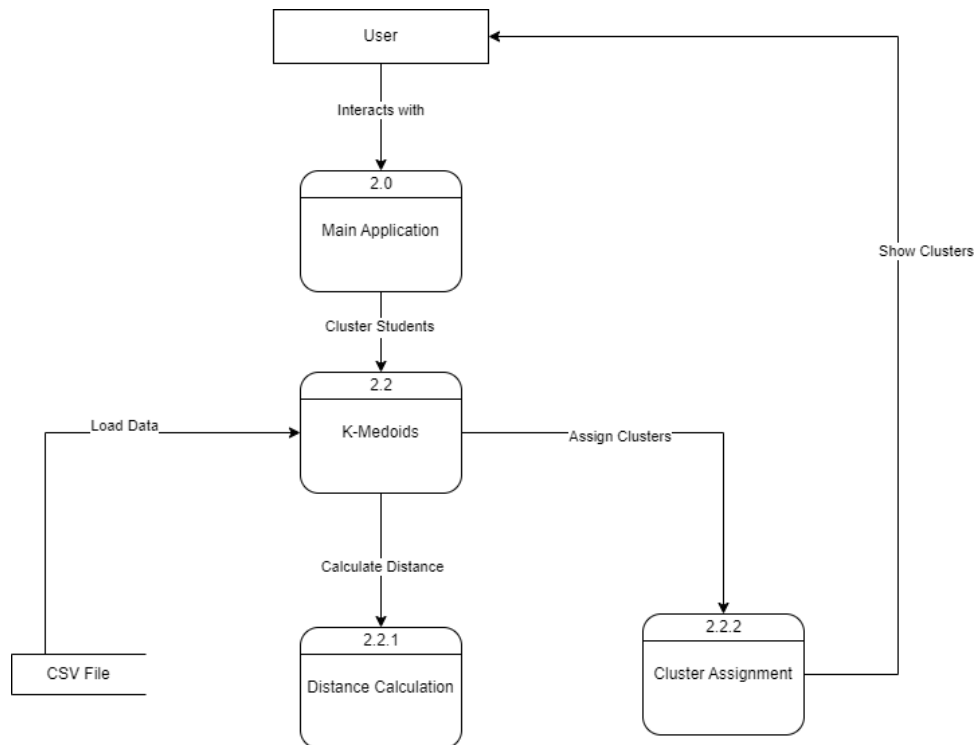 User
Interacts with
2.0
Main Application
Show Clusters
Cluster Students
2.2
K-Medoids
Load Data
Assign Clusters
Calculate Distance
2.2.1
Distance Calculation
2.2.2
Cluster Assignment
CSV File